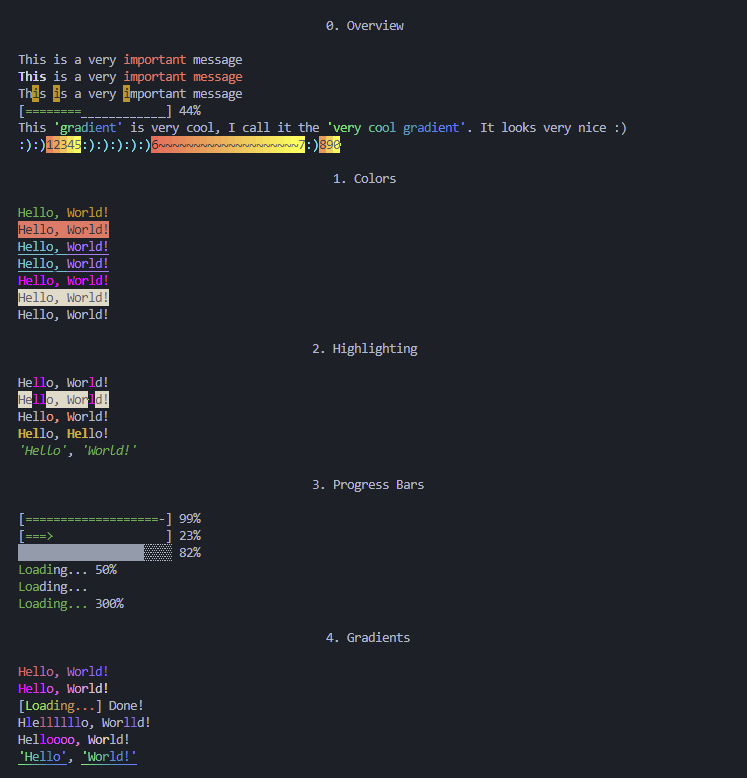 0. Overview
This is a very important message
This is a very important message
This is a very important message
[========____________] 44%
This 'gradient' is very cool, I call it the 'very cool gradient'. It looks very nice :)
:):)12345:):):):):)6~~~~~~~~~~~~~~~~~~~~7:)890
1. Colors
Hello, World!
Hello, World!
Hello, World!
Hello, World!
Hello, World!
Hello, World!
Hello, World!
2. Highlighting
Hello, World!
Hello, World!
Hello, World!
Hello, Hello!
'Hello', 'World!'
3. Progress Bars
[===================-] 99%
[===>                ] 23%
██████████████████░░░░ 82%
Loading... 50%
Loading...
Loading... 300%
4. Gradients
Hello, World!
Hello, World!
[Loading...] Done!
Hlellllllo, Worlld!
Helloooo, World!
'Hello', 'World!'